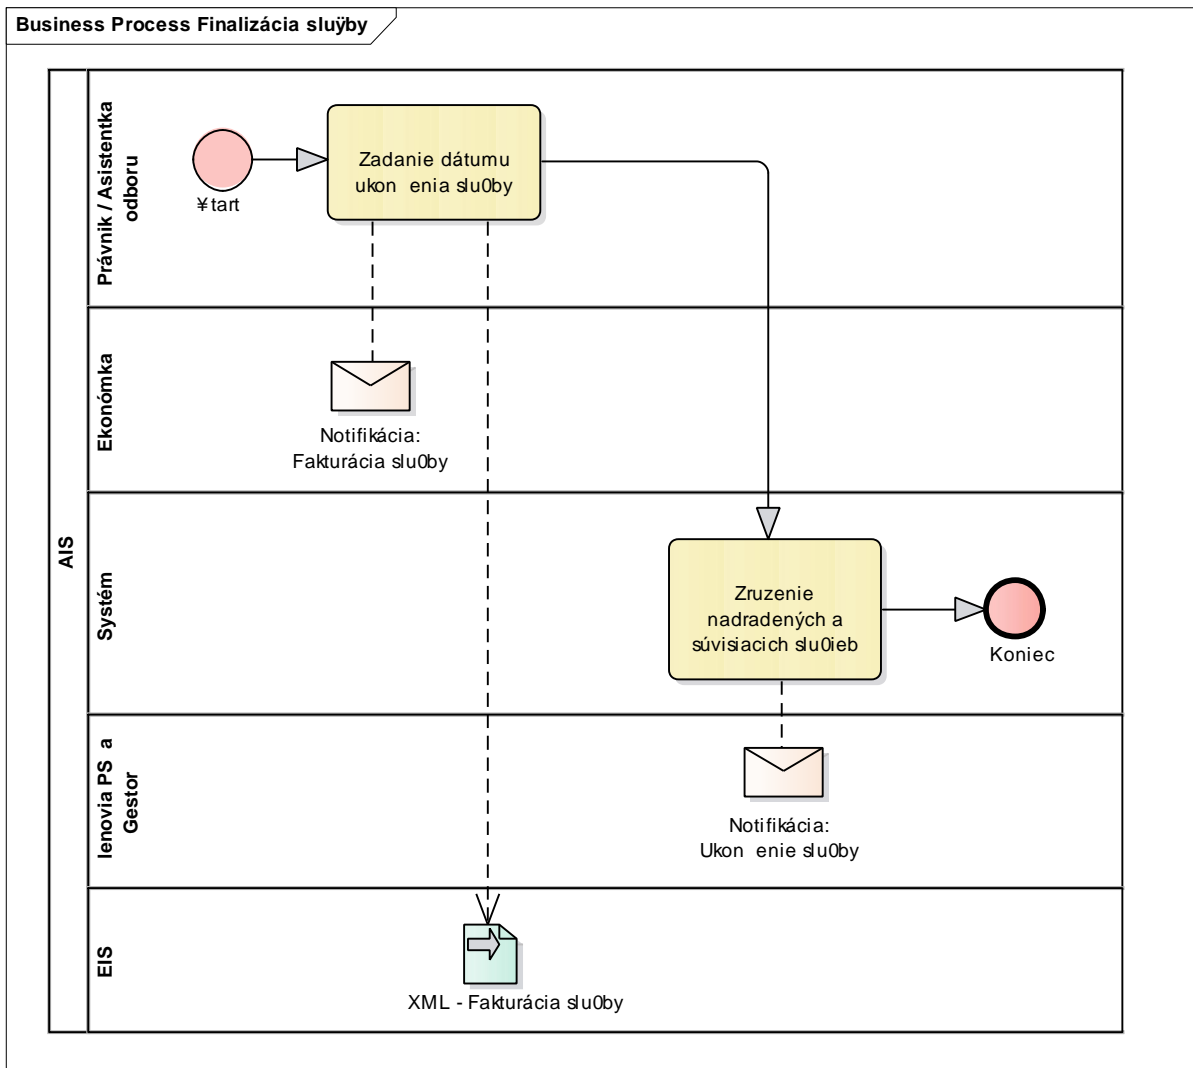 Business Process Finalizácia sluÿby
AIS
Právnik / Asistentka
odboru
¥tart
Zadanie dátumu
ukon enia slu0by
Ekonómka
Notifikácia:
Fakturácia slu0by
Systém
Zruzenie
nadradených a
súvisiacich slu0ieb
Koniec
lenovia PS a
Gestor
Notifikácia:
Ukon enie slu0by
EIS
XML - Fakturácia slu0by